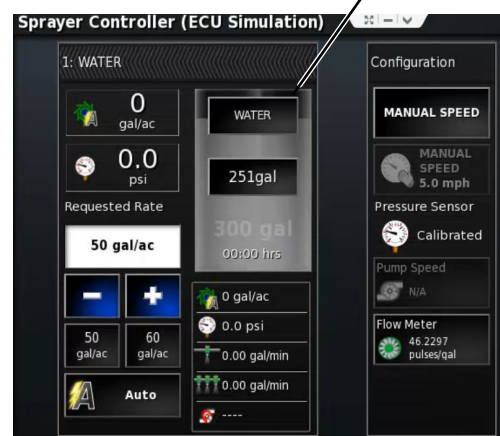 Sprayer Controller (ECU Simulation)
1: WATER
0
gal/ac
0.0
psi
Requested Rate
50 gal/ac
50
gal/ac
60
gal/ac
Auto
WATER
251gal
300 gal
00:00 hrs
0 gal/ac
0.0 psi
0.00 gal/min
0.00 gal/min
----
Configuration
MANUAL SPEED
MANUAL
SPEED
5.0 mph
Pressure Sensor
Calibrated
Pump Speed
N/A
Flow Meter
46.2297
pulses/gal